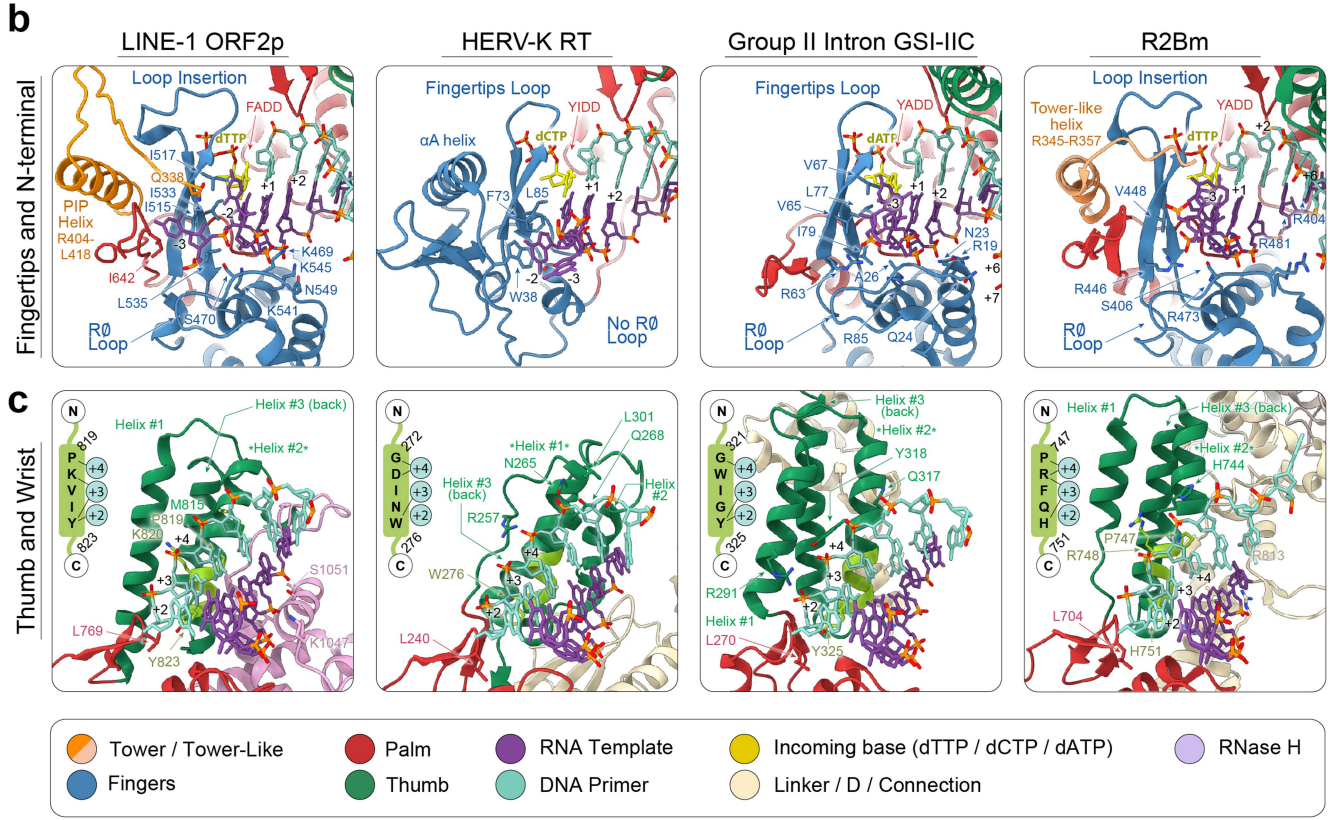 b
LINE-1 ORF2p
HERV-K RT
Group II Intron GSI-IIC
R2Bm
Fingertips and N-terminal
Loop Insertion
FADD
dTTP
I517
Q338
I533
I515
+1
+2
-2
-3
PIP
Helix
R404-
L418
I642
L535
K469
K545
N549
K541
S470
RØ
Loop
Fingertips Loop
YIDD
αA helix
dCTP
F73
L85
+1
+2
-2
-3
W38
No RØ
Loop
Fingertips Loop
YADD
dATP
V67
L77
V65
I79
+1
+2
-3
N23
R19
A26
R63
+6
+7
RØ
Loop
R85
Q24
Loop Insertion
Tower-like
helix
R345-R357
YADD
dTTP
+2
+1
+6
V448
-3
R404
R481
R446
S406
R473
RØ
Loop
c
Thumb and Wrist
N
819
P
K
V
I
Y
+4
+3
+2
823
C
Helix #3 (back)
Helix #1
*Helix #2*
M815
P819
K820
+4
+3
+2
S1051
K1047
L769
Y823
N
272
G
D
I
N
W
+4
+3
+2
276
C
L301
Q268
*Helix #1*
N265
Helix #3
(back)
Helix
#2
R257
W276
+4
+3
+2
L240
N
321
G
W
I
G
Y
+4
+3
+2
325
C
Helix #3
(back)
*Helix #2*
Y318
Q317
+4
+3
+2
R291
Helix #1
L270
Y325
N
747
P
R
F
Q
H
+4
+3
+2
751
C
Helix #1
Helix #3 (back)
*Helix #2*
H744
P747
R748
R813
+4
+3
+2
L704
H751
Tower / Tower-Like
Palm
RNA Template
Incoming base (dTTP / dCTP / dATP)
RNase H
Fingers
Thumb
DNA Primer
Linker / D / Connection